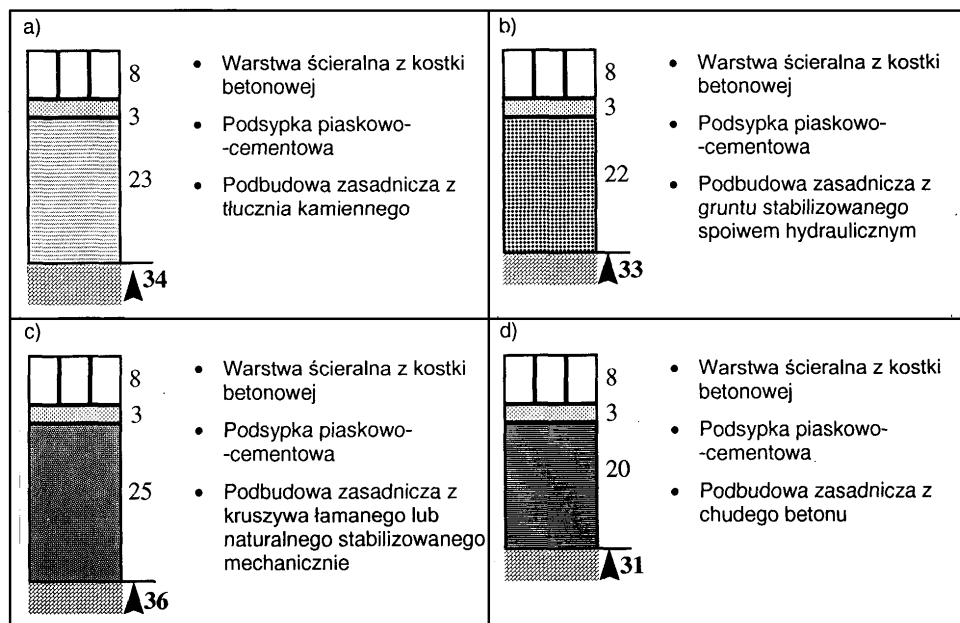 a)
8
3
23
34
• Warstwa ścieralna z kostki
betonowej
• Podsypka piaskowo-
-cementowa
• Podbudowa zasadnicza z
tłucznia kamiennego
b)
8
3
22
33
• Warstwa ścieralna z kostki
betonowej
• Podsypka piaskowo-
-cementowa
• Podbudowa zasadnicza z
gruntu stabilizowanego
spoiwem hydraulicznym
c)
8
3
25
36
• Warstwa ścieralna z kostki
betonowej
• Podsypka piaskowo-
-cementowa
• Podbudowa zasadnicza z
kruszywa łamanego lub
naturalnego stabilizowanego
mechanicznie
d)
8
3
20
31
• Warstwa ścieralna z kostki
betonowej
• Podsypka piaskowo-
-cementowa
• Podbudowa zasadnicza z
chudego betonu